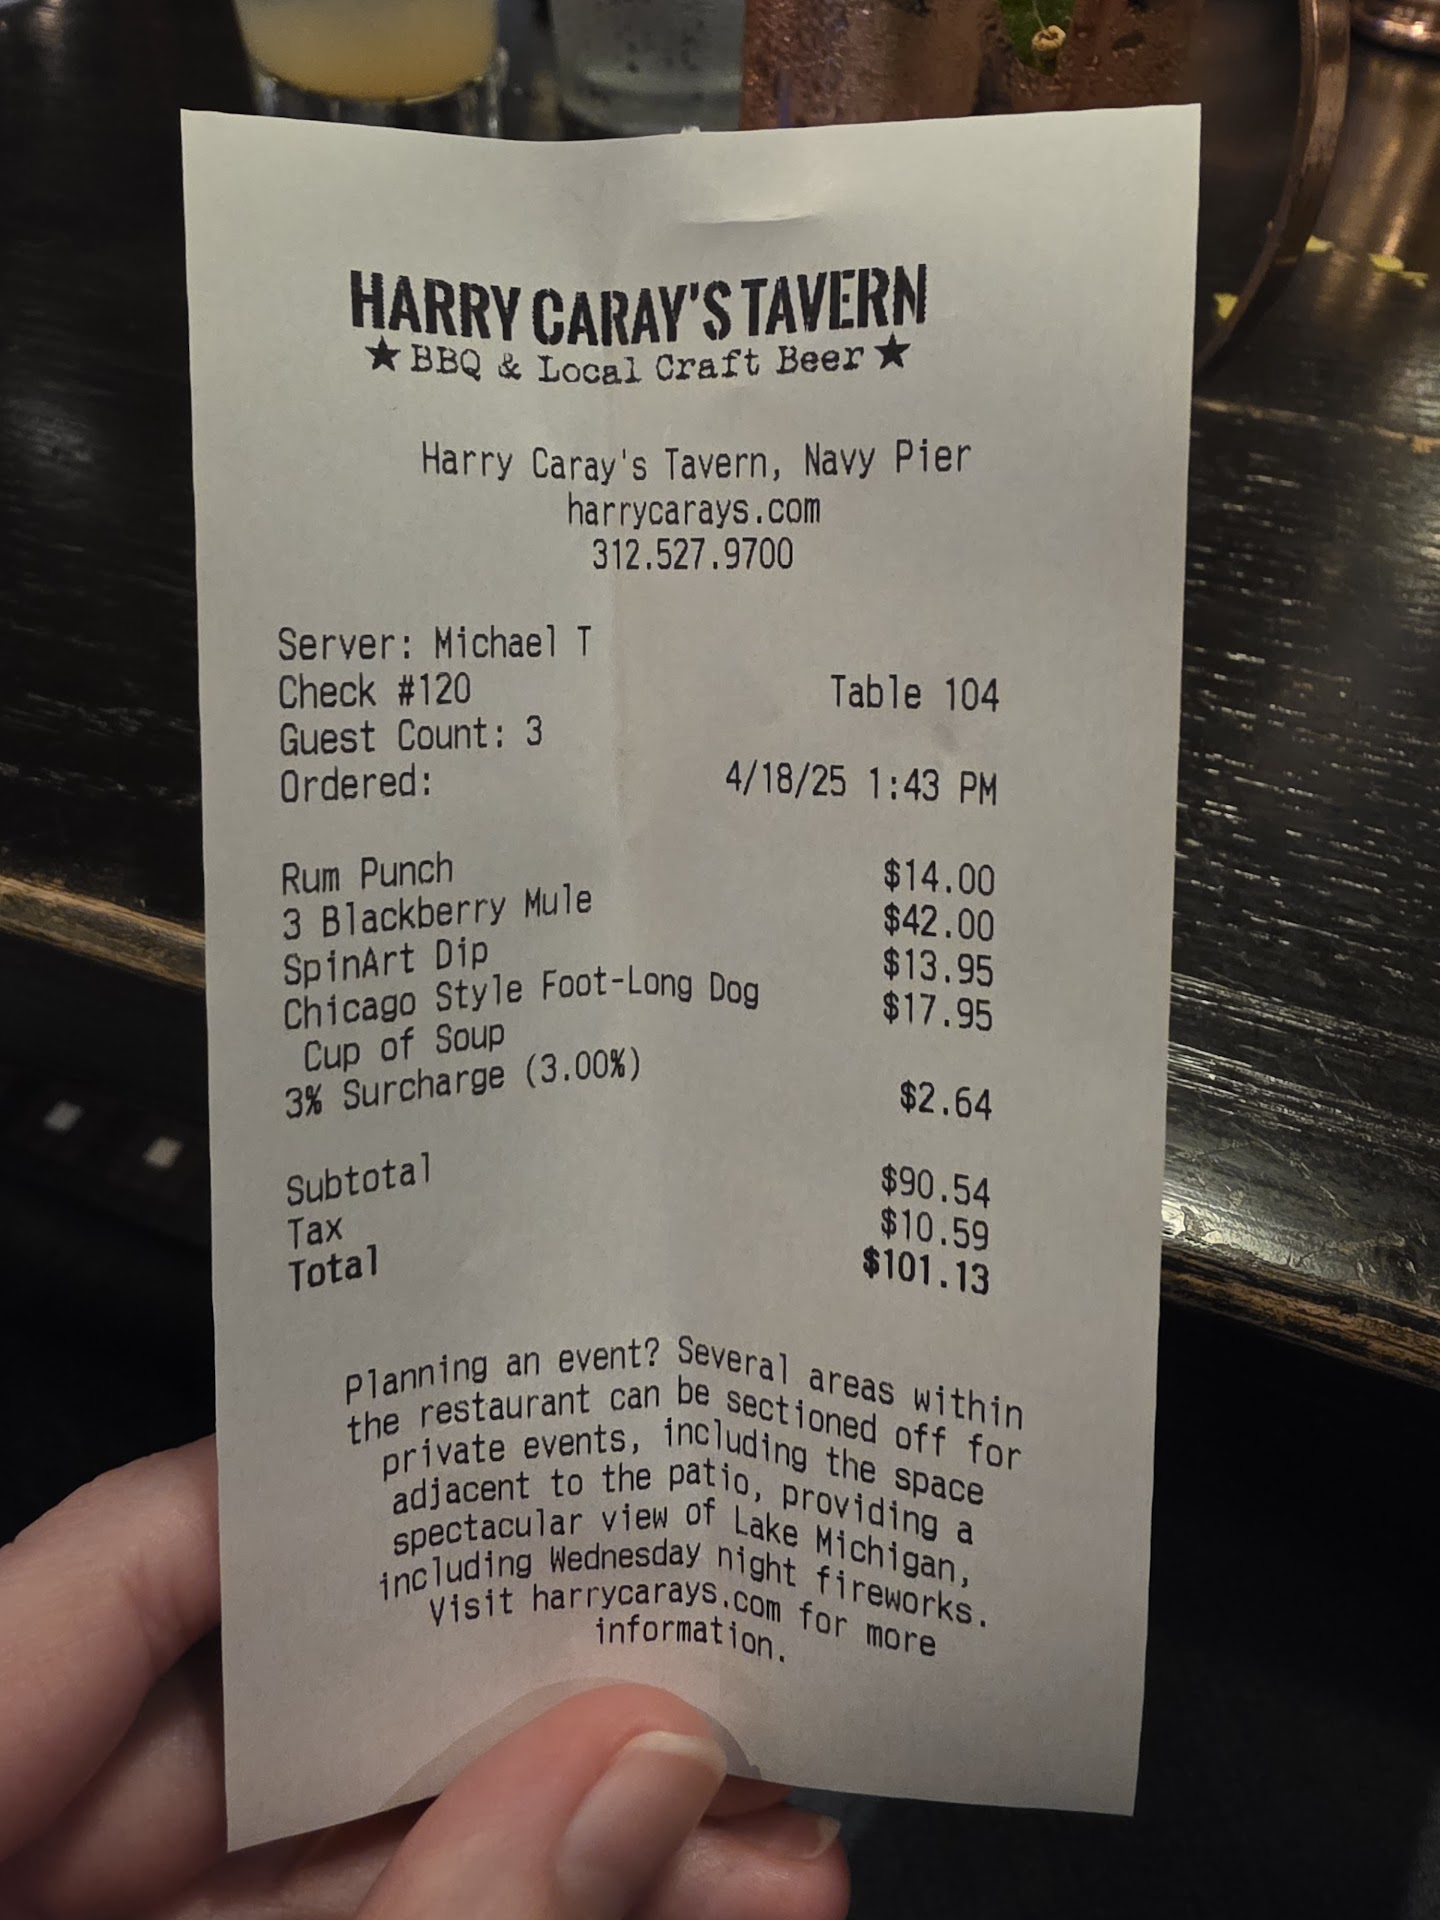 HARRY CARAY'S TAVERN
★ BBQ & Local Craft Beer ★
Harry Caray's Tavern, Navy Pier
harrycarays.com
312.527.9700
Server: Michael T
Check #120 Table 104
Guest Count: 3
Ordered: 4/18/25 1:43 PM
Rum Punch $14.00
3 Blackberry Mule $42.00
SpinArt Dip $13.95
Chicago Style Foot-Long Dog $17.95
Cup of Soup
3% Surcharge (3.00%) $2.64
Subtotal $90.54
Tax $10.59
Total $101.13
Planning an event? Several areas within
the restaurant can be sectioned off for
private events, including the space
adjacent to the patio, providing a
spectacular view of Lake Michigan,
including Wednesday night fireworks.
Visit harrycarays.com for more
information.